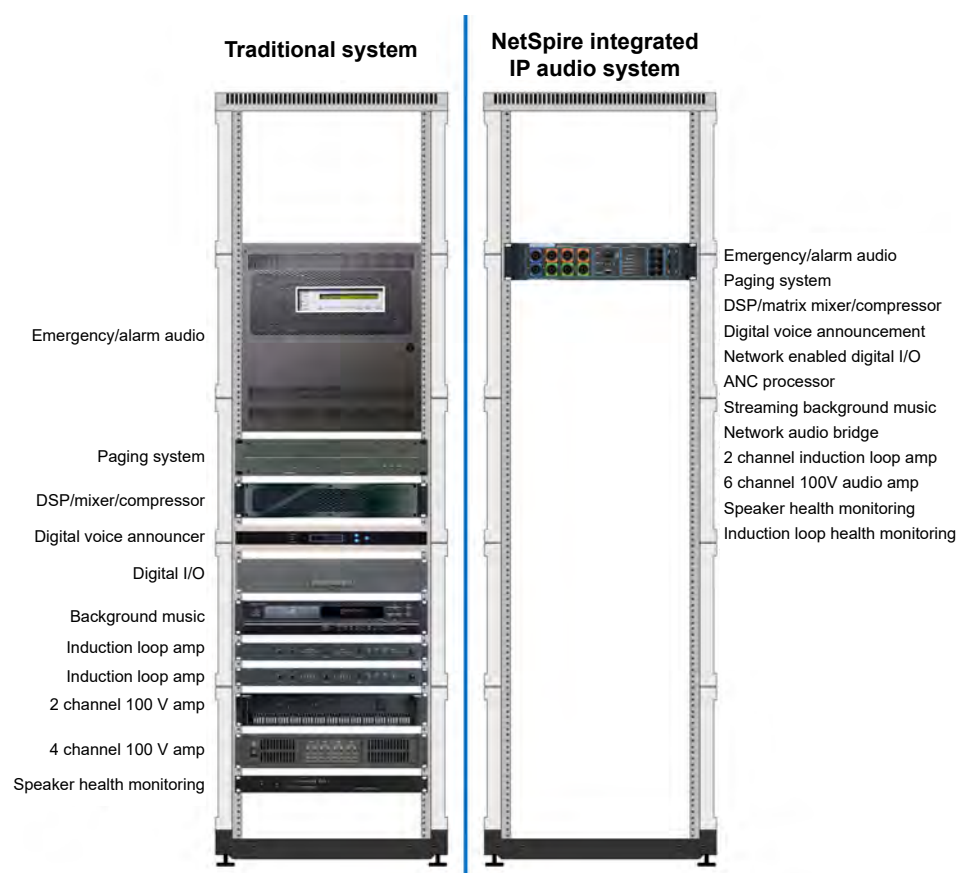 Traditional system
NetSpire integrated
IP audio system
Emergency/alarm audio
Paging system
DSP/mixer/compressor
Digital voice announcer
Digital I/O
Background music
Induction loop amp
Induction loop amp
2 channel 100 V amp
4 channel 100 V amp
Speaker health monitoring
Emergency/alarm audio
Paging system
DSP/matrix mixer/compressor
Digital voice announcement
Network enabled digital I/O
ANC processor
Streaming background music
Network audio bridge
2 channel induction loop amp
6 channel 100V audio amp
Speaker health monitoring
Induction loop health monitoring